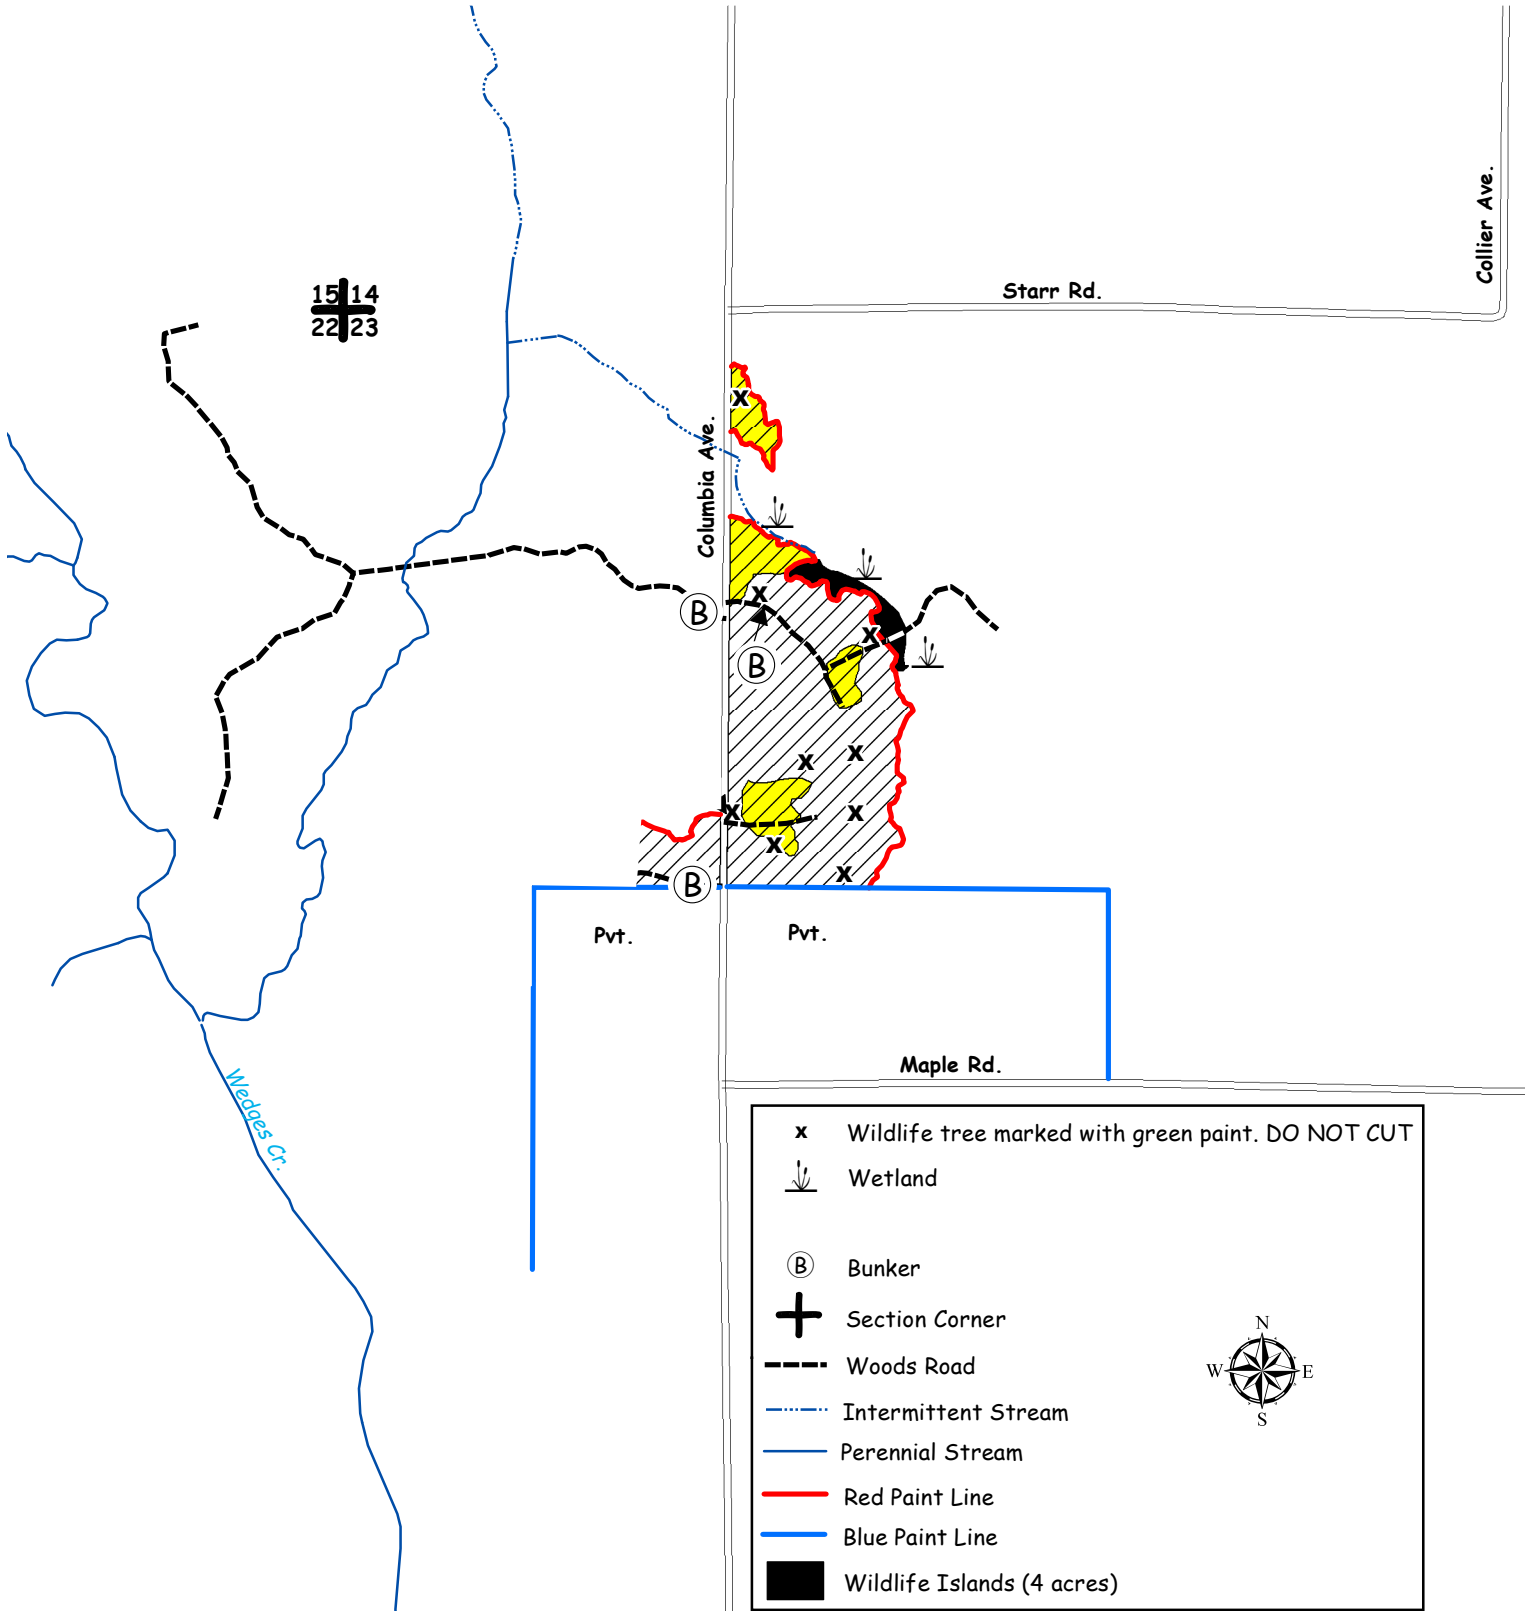 Collier Ave.
Starr Rd.
15 14
22 23
x
Columbia Ave.
x
B
x
B
x
x
x
x
x
B
x
Pvt.
Pvt.
Maple Rd.
Wedges Cr.
x Wildlife tree marked with green paint. DO NOT CUT
Wetland
B Bunker
Section Corner
Woods Road
Intermittent Stream
Perennial Stream
Red Paint Line
Blue Paint Line
Wildlife Islands (4 acres)
N
W E
S